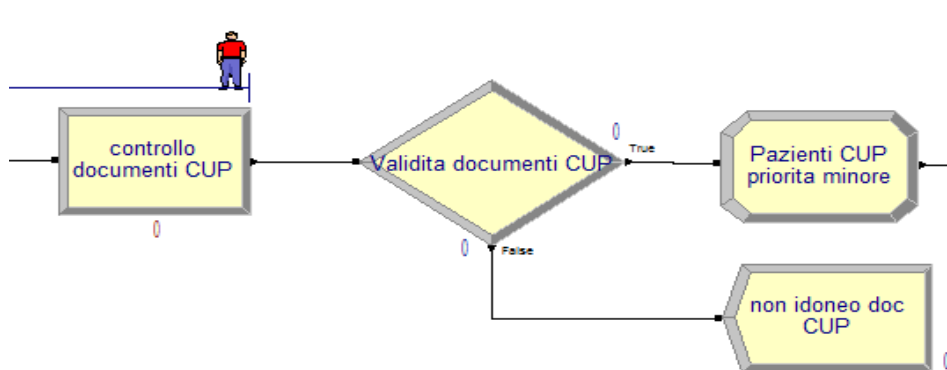 controllo
documenti CUP
0
Validita documenti CUP
0
True
0
False
Pazienti CUP
priorita minore
non idoneo doc
CUP
0